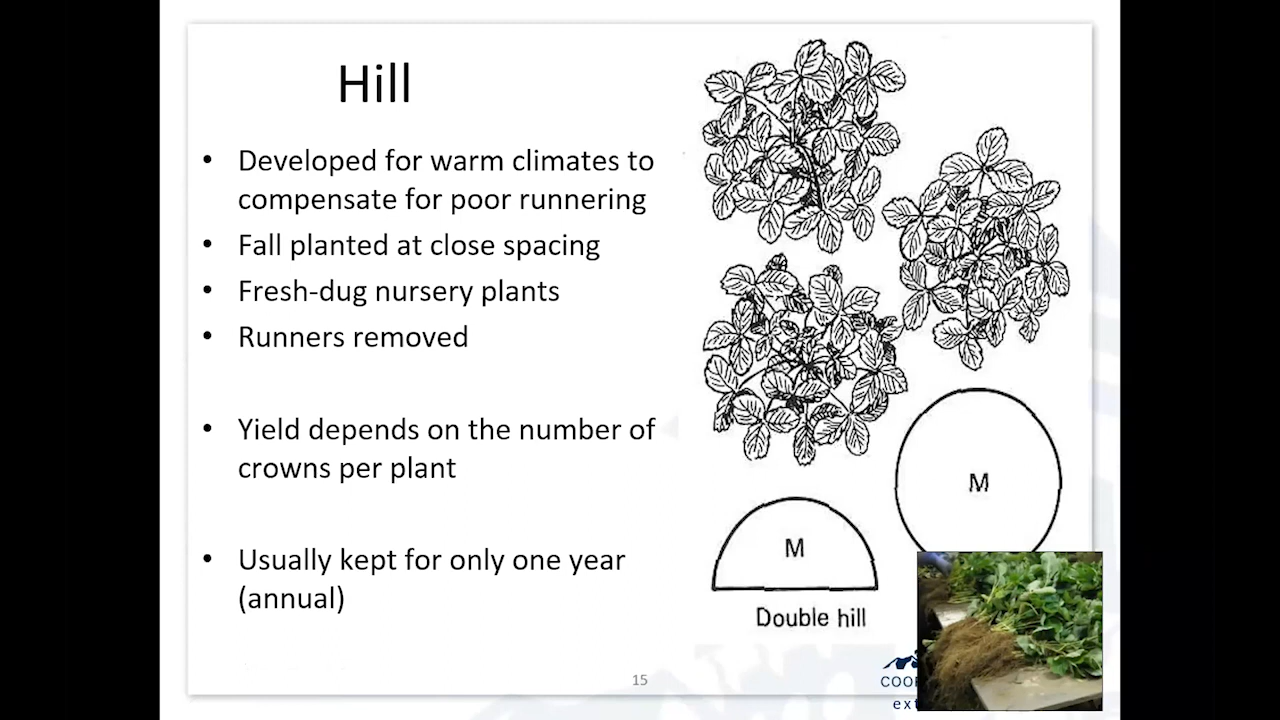 Hill
• Developed for warm climates to
compensate for poor runnering
• Fall planted at close spacing
• Fresh-dug nursery plants
• Runners removed
• Yield depends on the number of
crowns per plant
• Usually kept for only one year
(annual)
M
M
Double hill
15